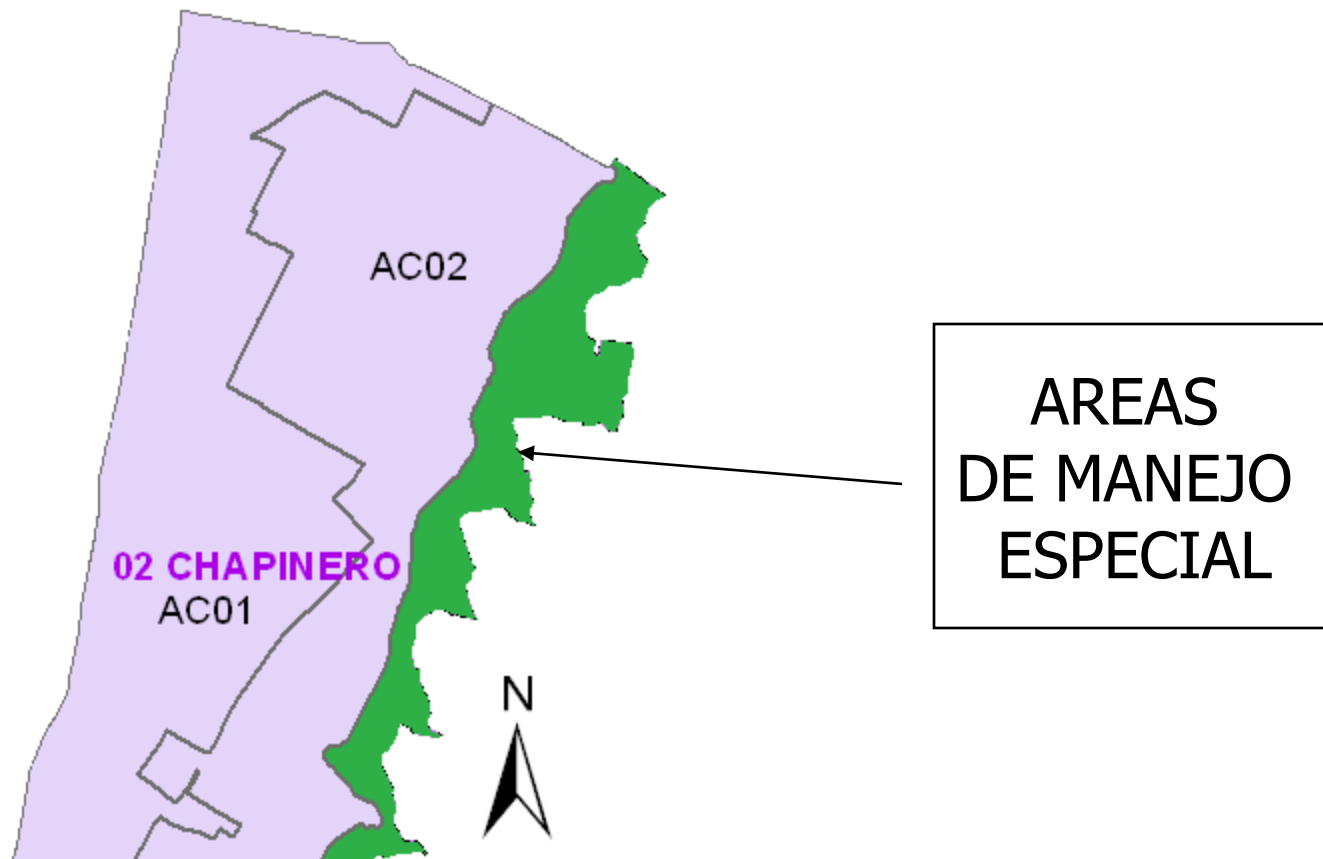 AC02
02 CHAPINERO
AC01
N
AREAS
DE MANEJO
ESPECIAL